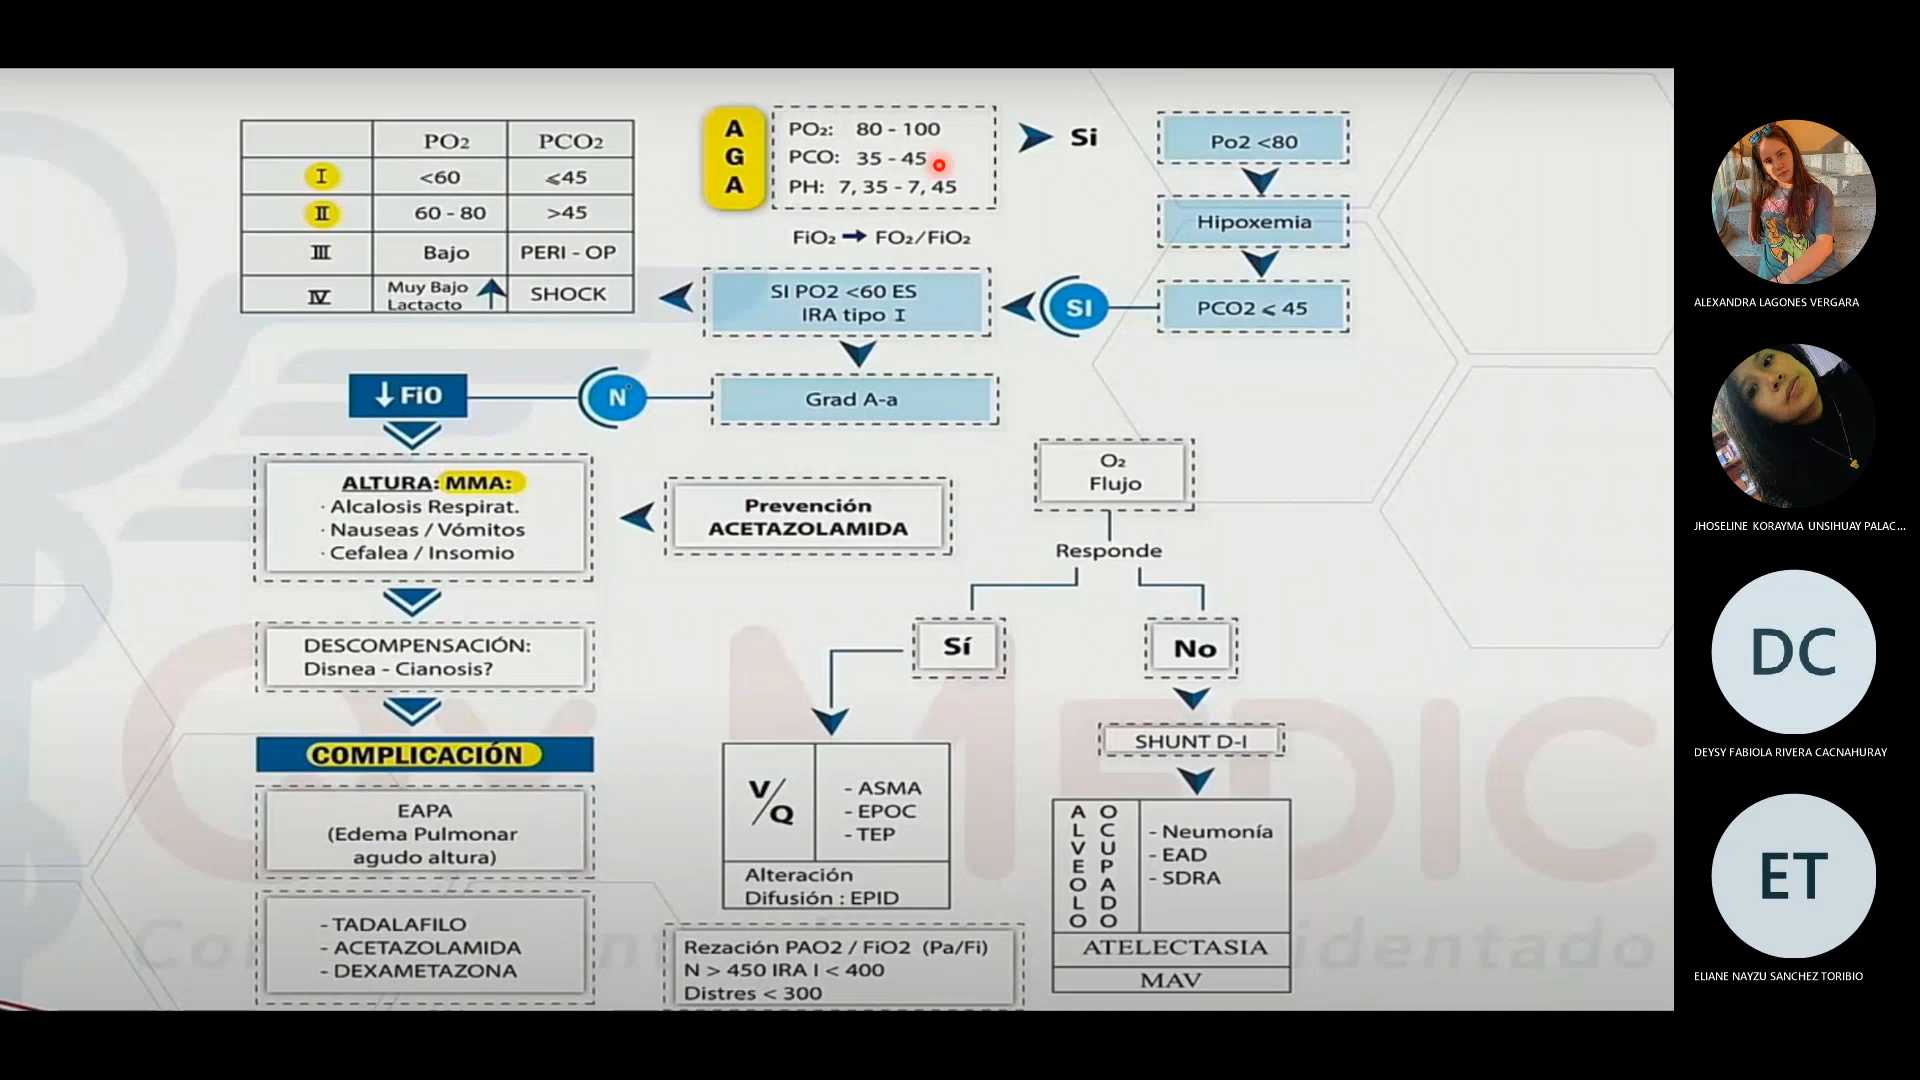 PO₂ PCO₂
I <60 ⩽45
II 60 - 80 >45
III Bajo PERI - OP
IV Muy Bajo Lactacto SHOCK
AGA
PO₂: 80 - 100
PCO: 35 - 45
PH: 7, 35 - 7, 45
FiO₂ → FO₂/FiO₂
Si
Po2 <80
Hipoxemia
PCO2 ⩽ 45
SI
SI PO2 <60 ES
IRA tipo I
Grad A-a
N
↓ FiO
ALTURA: MMA:
· Alcalosis Respirat.
· Nauseas / Vómitos
· Cefalea / Insomio
Prevención
ACETAZOLAMIDA
DESCOMPENSACIÓN:
Disnea - Cianosis?
COMPLICACIÓN
EAPA
(Edema Pulmonar
agudo altura)
- TADALAFILO
- ACETAZOLAMIDA
- DEXAMETAZONA
O₂
Flujo
Responde
Sí
No
V/Q
- ASMA
- EPOC
- TEP
Alteración
Difusión : EPID
Rezación PAO2 / FiO2 (Pa/Fi)
N > 450 IRA I < 400
Distres < 300
SHUNT D-I
ALVEOLO
OCUPADO
- Neumonía
- EAD
- SDRA
ATELECTASIA
MAV
ALEXANDRA LAGONES VERGARA
JHOSELINE KORAYMA UNSIHUAY PALAC...
DC
DEYSY FABIOLA RIVERA CACNAHURAY
ET
ELIANE NAYZU SANCHEZ TORIBIO